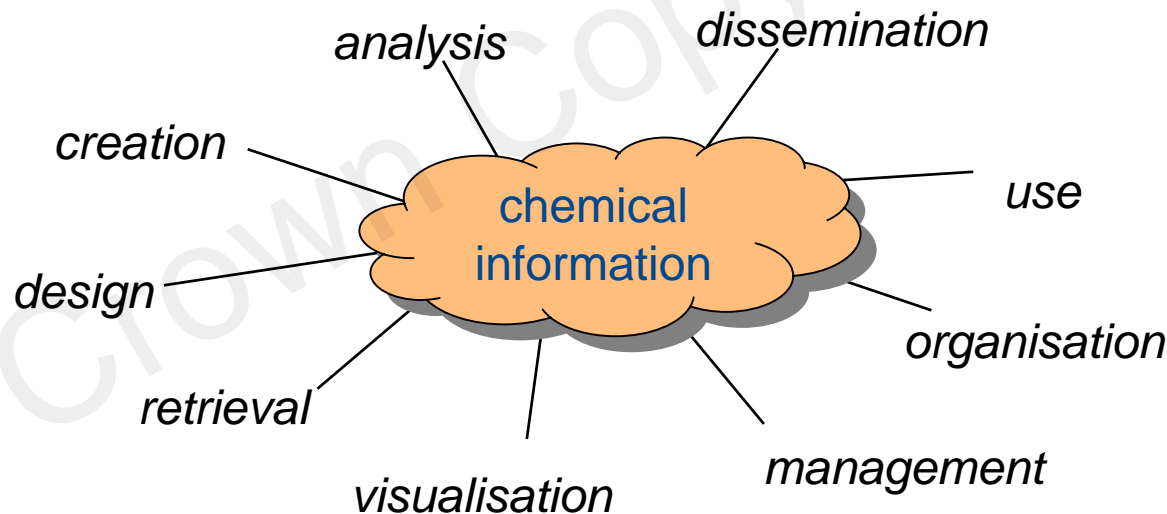 analysis
dissemination
creation
use
chemical
information
design
organisation
retrieval
management
visualisation
Crown Copy